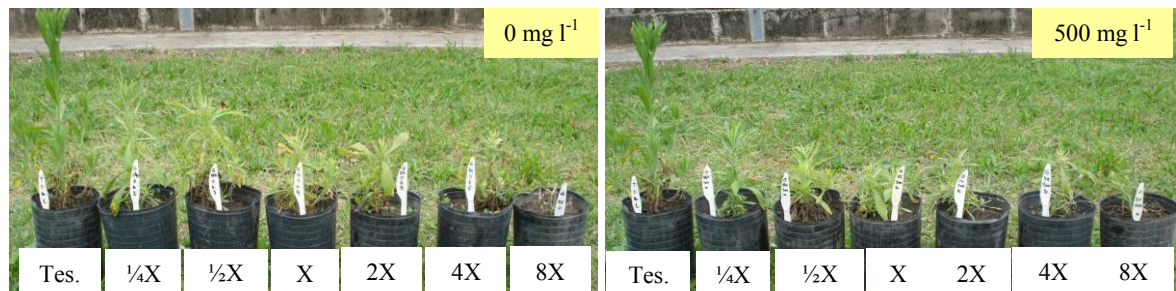 0 mg l-1
500 mg l-1
Tes. ¼X ½X X 2X 4X 8X
Tes. ¼X ½X X 2X 4X 8X